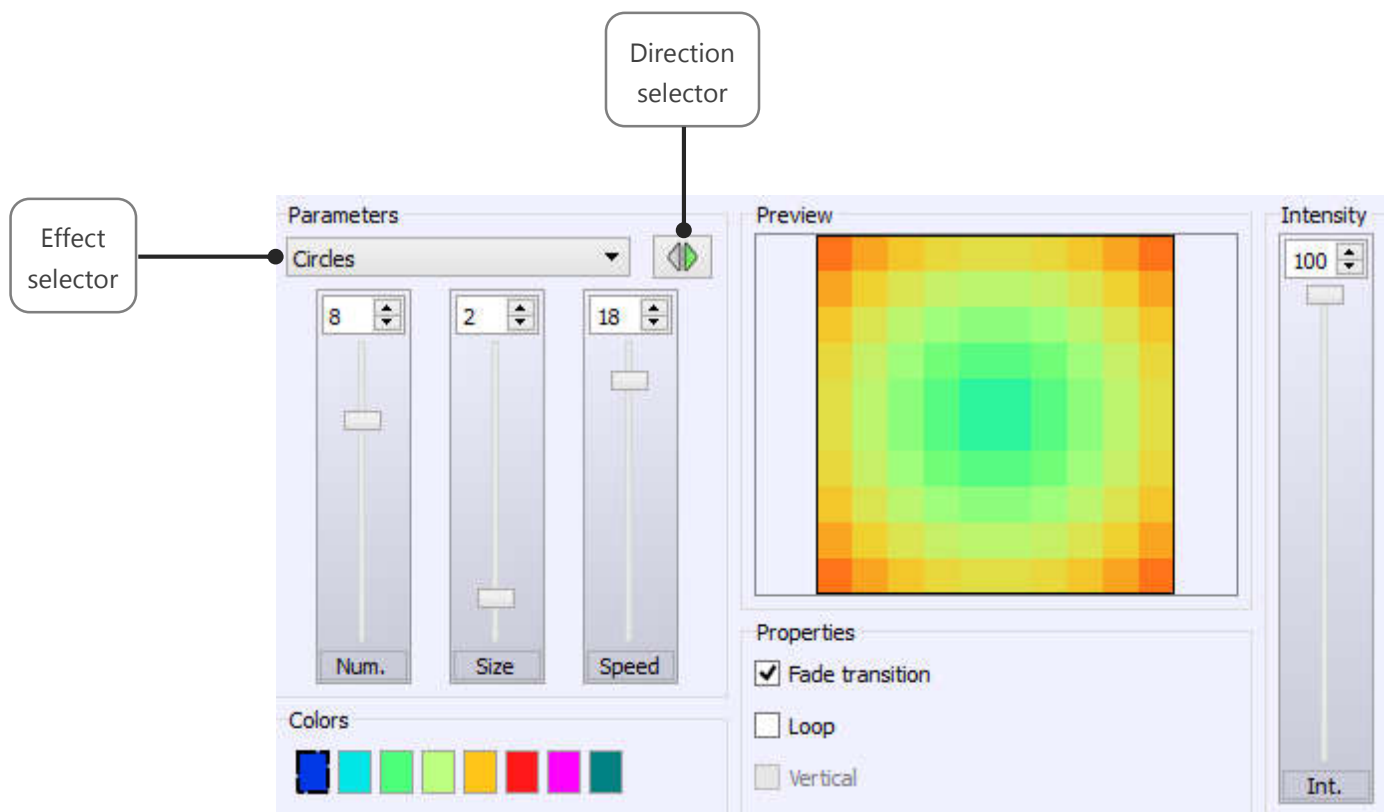 Direction
selector
Effect
selector
Parameters
Circles
8
2
18
Num.
Size
Speed
Colors
Preview
Properties
Fade transition
Loop
Vertical
Intensity
100
Int.